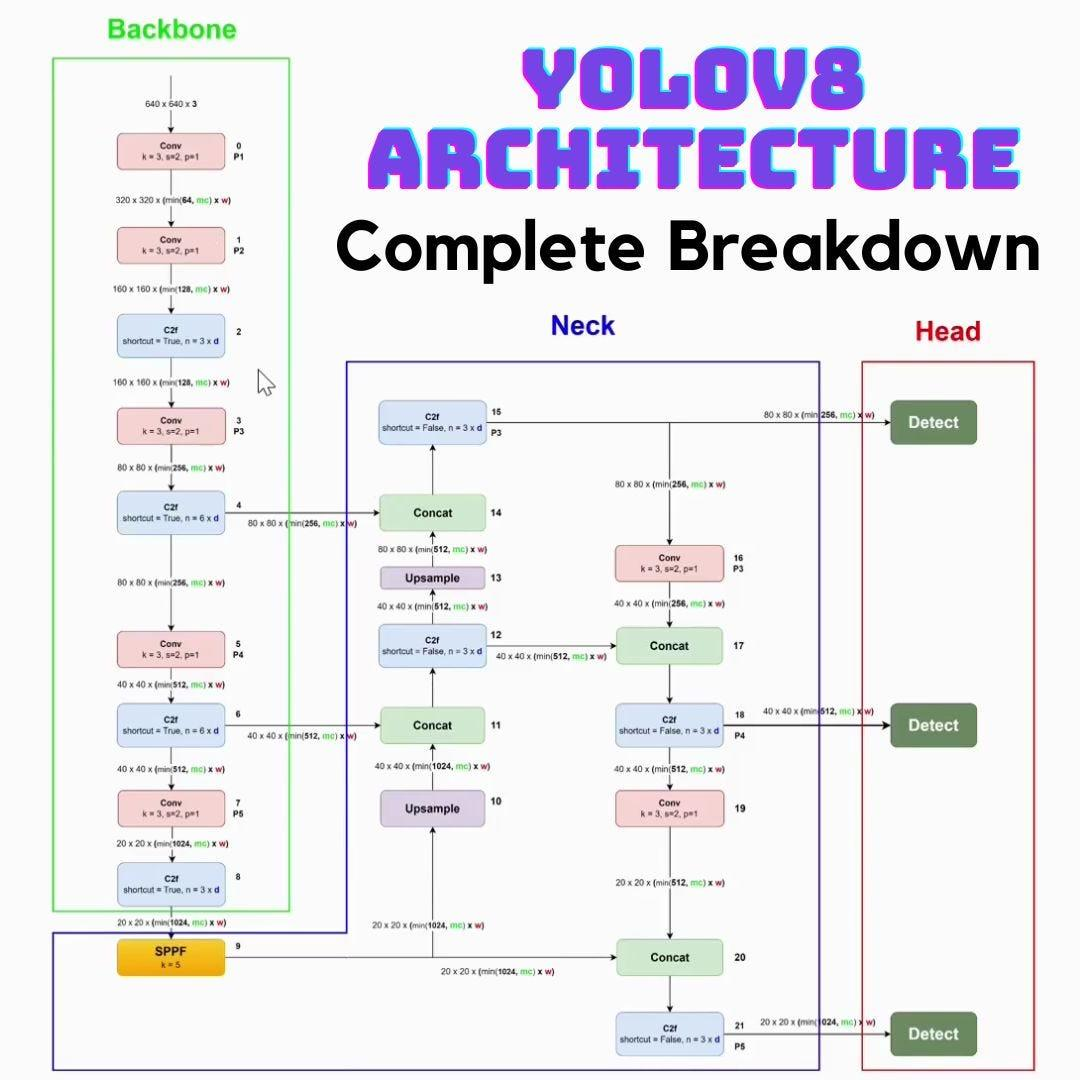 Backbone
YOLOV8
ARCHITECTURE
Complete Breakdown
640 x 640 x 3
Conv
k = 3, s=2, p=1
0
P1
320 x 320 x (min(64, mc) x w)
Conv
k = 3, s=2, p=1
1
P2
160 x 160 x (min(128, mc) x w)
C2f
shortcut = True, n = 3 x d
2
160 x 160 x (min(128, mc) x w)
Conv
k = 3, s=2, p=1
3
P3
80 x 80 x (min(256, mc) x w)
C2f
shortcut = True, n = 6 x d
4
80 x 80 x (min(256, mc) x w)
80 x 80 x (min(256, mc) x w)
Conv
k = 3, s=2, p=1
5
P4
40 x 40 x (min(512, mc) x w)
C2f
shortcut = True, n = 6 x d
6
40 x 40 x (min(512, mc) x w)
40 x 40 x (min(512, mc) x w)
Conv
k = 3, s=2, p=1
7
P5
20 x 20 x (min(1024, mc) x w)
C2f
shortcut = True, n = 3 x d
8
20 x 20 x (min(1024, mc) x w)
SPPF
k = 5
9
Neck
C2f
shortcut = False, n = 3 x d
15
P3
Concat
14
80 x 80 x (min(512, mc) x w)
Upsample
13
40 x 40 x (min(512, mc) x w)
C2f
shortcut = False, n = 3 x d
12
40 x 40 x (min(512, mc) x w)
Concat
11
40 x 40 x (min(1024, mc) x w)
Upsample
10
20 x 20 x (min(1024, mc) x w)
20 x 20 x (min(1024, mc) x w)
80 x 80 x (min(256, mc) x w)
80 x 80 x (min(256, mc) x w)
Conv
k = 3, s=2, p=1
16
P3
40 x 40 x (min(256, mc) x w)
Concat
17
C2f
shortcut = False, n = 3 x d
18
P4
40 x 40 x (min(512, mc) x w)
40 x 40 x (min(512, mc) x w)
Conv
k = 3, s=2, p=1
19
20 x 20 x (min(512, mc) x w)
Concat
20
C2f
shortcut = False, n = 3 x d
21
P5
20 x 20 x (min(1024, mc) x w)
Head
Detect
Detect
Detect